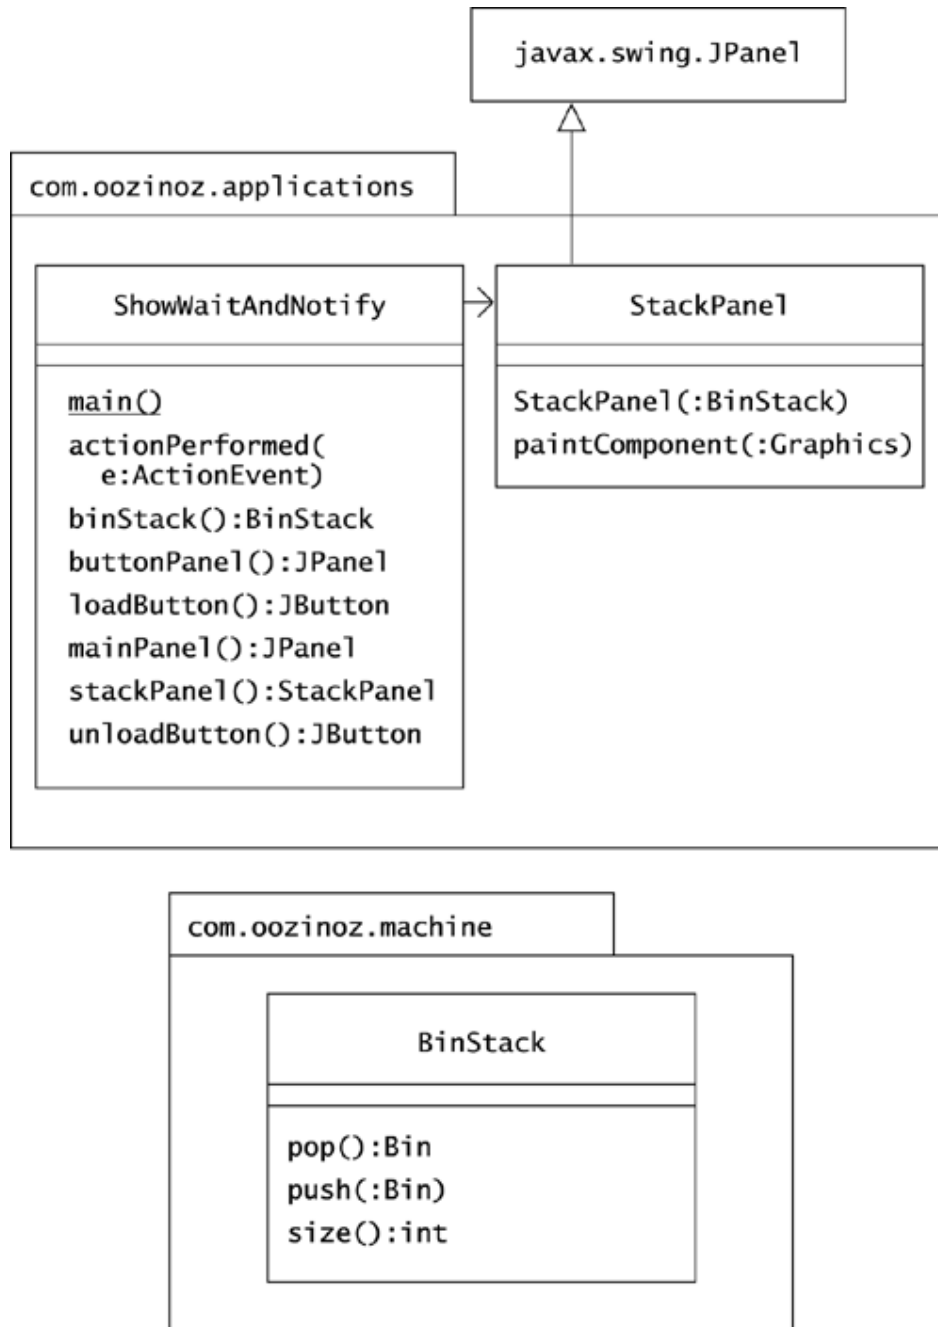 javax.swing.JPanel
com.oozinoz.applications
ShowWaitAndNotify
main()
actionPerformed(
e:ActionEvent)
binStack():BinStack
buttonPanel():JPanel
loadButton():JButton
mainPanel():JPanel
stackPanel():StackPanel
unloadButton():JButton
StackPanel
StackPanel(:BinStack)
paintComponent(:Graphics)
com.oozinoz.machine
BinStack
pop():Bin
push(:Bin)
size():int